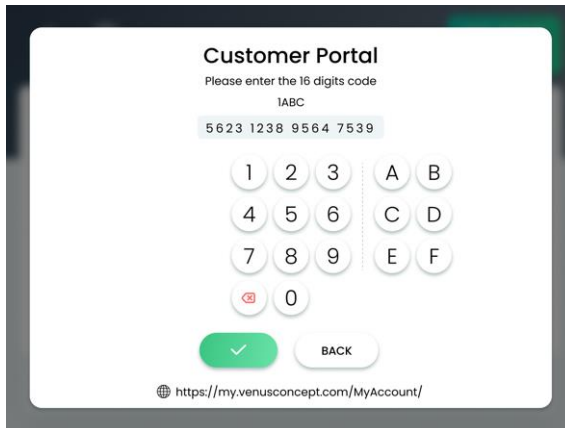 Customer Portal
Please enter the 16 digits code
1ABC
5623 1238 9564 7539
1 2 3 A B
4 5 6 C D
7 8 9 E F
0
BACK
https://my.venusconcept.com/MyAccount/